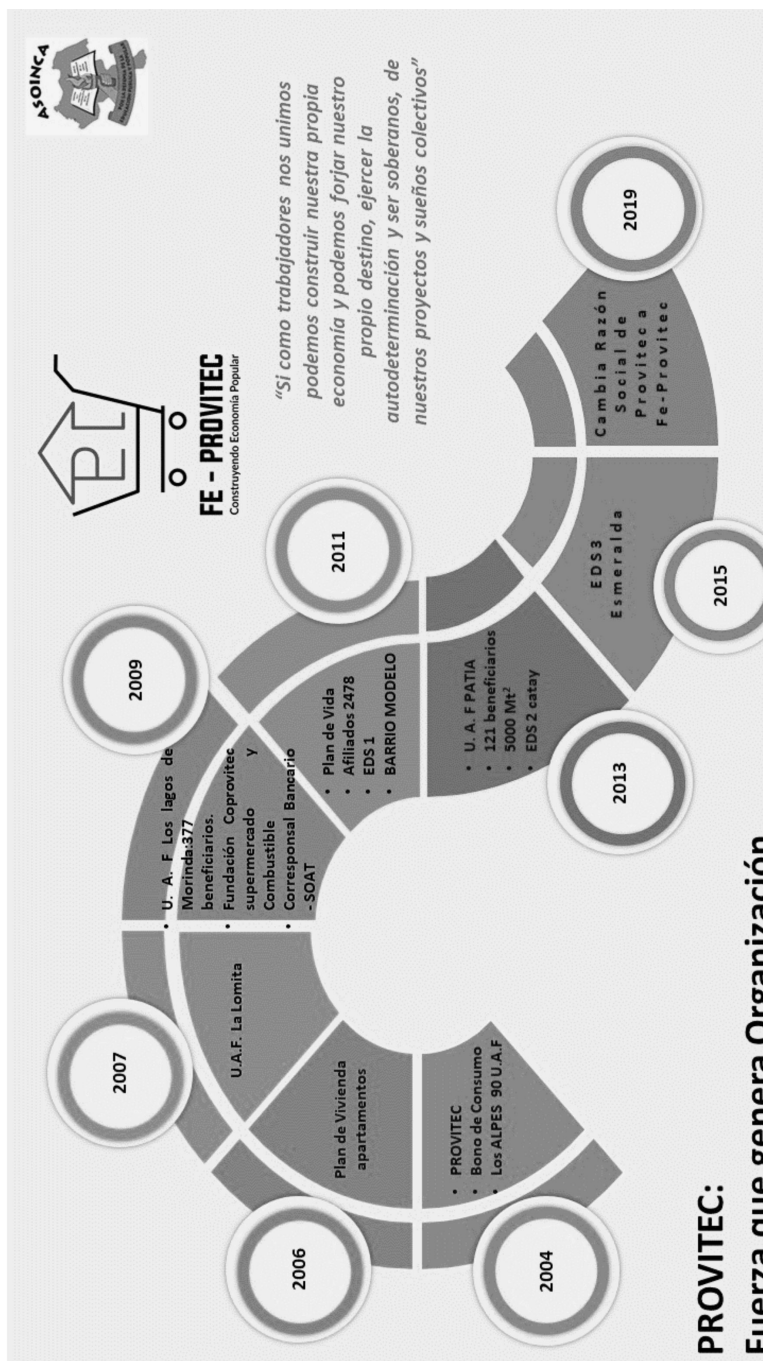 PROVITEC:
Fuerza que genera Organización
2004
• PROVITEC
• Bono de Consumo
• Los ALPES 90 U.A.F
2006
Plan de Vivienda
apartamentos
2007
U.A.F. La Lomita
2009
• U. A. F Los lagos de
Morinda:377
beneficiarios.
• Fundación Coprovitec
supermercado y
Combustible
• Corresponsal Bancario
- SOAT
2011
• Plan de Vida
Afiliados 2478
• EDS 1
• BARRIO MODELO
2013
• U. A. F PATIA
• 121 beneficiarios
• 5000 Mt²
• EDS 2 catay
2015
EDS3
Esmeralda
2019
Cambia Razón
Social de
Provitec a
Fe-Provitec
FE - PROVITEC
Construyendo Economía Popular
"Si como trabajadores nos unimos
podemos construir nuestra propia
economía y podemos forjar nuestro
propio destino, ejercer la
autodeterminación y ser soberanos, de
nuestros proyectos y sueños colectivos"
ASOINCA